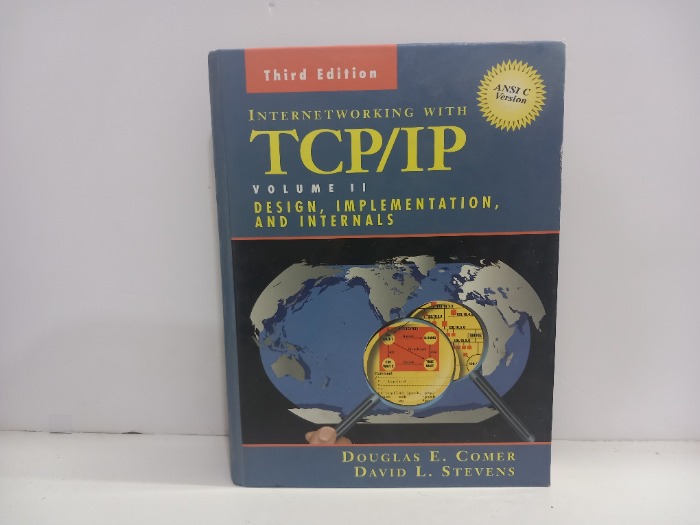 Third Edition
ANSI C
Version
INTERNETWORKING WITH
TCP/IP
VOLUME II
DESIGN, IMPLEMENTATION,
AND INTERNALS
DOUGLAS E. COMER
DAVID L. STEVENS